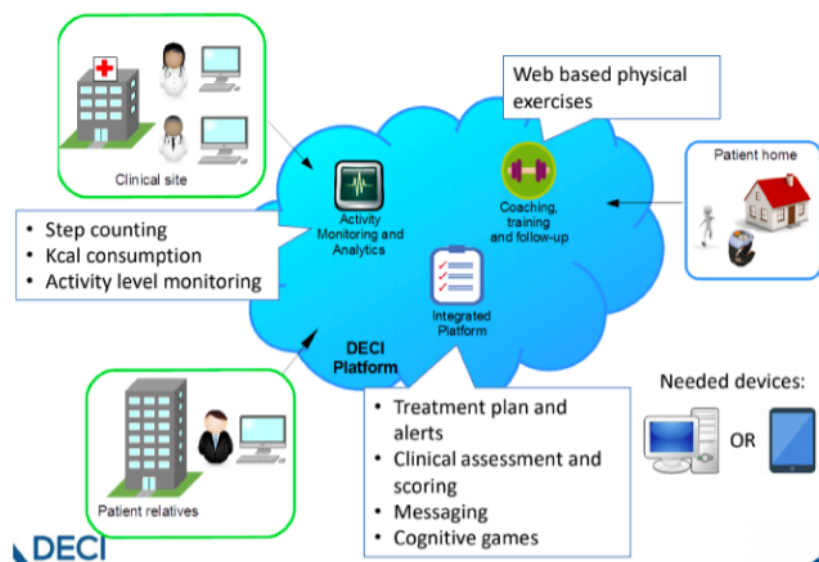 Clinical site
Web based physical
exercises
Patient home
Activity
Monitoring and
Analytics
Coaching,
training
and follow-up
• Step counting
• Kcal consumption
• Activity level monitoring
Integrated
Platform
DECI
Platform
Patient relatives
• Treatment plan and
alerts
• Clinical assessment and
scoring
• Messaging
• Cognitive games
Needed devices:
OR
DECI